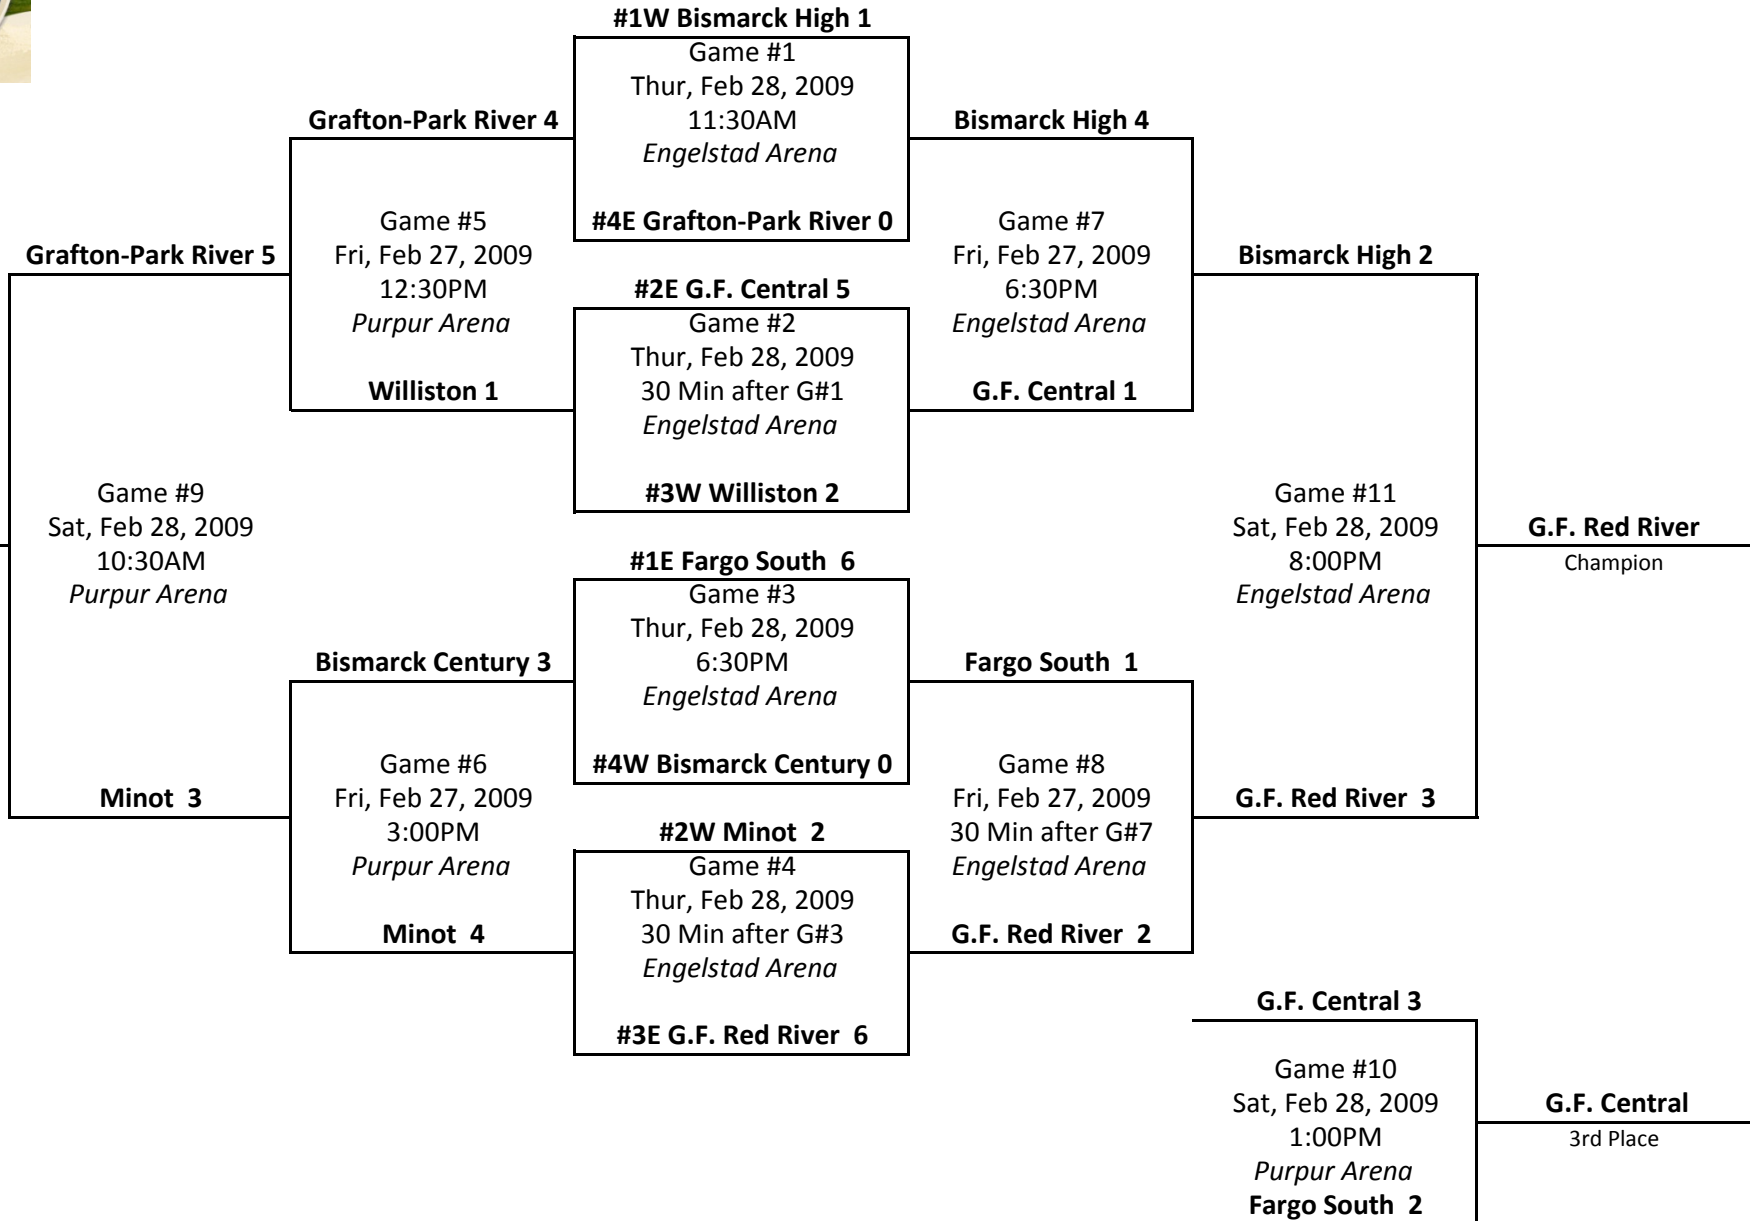 #1W Bismarck High 1
Game #1
Thur, Feb 28, 2009
11:30AM
Engelstad Arena
#4E Grafton-Park River 0
#2E G.F. Central 5
Game #2
Thur, Feb 28, 2009
30 Min after G#1
Engelstad Arena
#3W Williston 2
#1E Fargo South 6
Game #3
Thur, Feb 28, 2009
6:30PM
Engelstad Arena
#4W Bismarck Century 0
#2W Minot 2
Game #4
Thur, Feb 28, 2009
30 Min after G#3
Engelstad Arena
#3E G.F. Red River 6
Grafton-Park River 4
Game #5
Fri, Feb 27, 2009
12:30PM
Purpur Arena
Williston 1
Bismarck Century 3
Game #6
Fri, Feb 27, 2009
3:00PM
Purpur Arena
Minot 4
Bismarck High 4
Game #7
Fri, Feb 27, 2009
6:30PM
Engelstad Arena
G.F. Central 1
Fargo South 1
Game #8
Fri, Feb 27, 2009
30 Min after G#7
Engelstad Arena
G.F. Red River 2
Grafton-Park River 5
Game #9
Sat, Feb 28, 2009
10:30AM
Purpur Arena
Minot 3
Bismarck High 2
Game #11
Sat, Feb 28, 2009
8:00PM
Engelstad Arena
G.F. Red River 3
G.F. Red River
Champion
G.F. Central 3
Game #10
Sat, Feb 28, 2009
1:00PM
Purpur Arena
Fargo South 2
G.F. Central
3rd Place